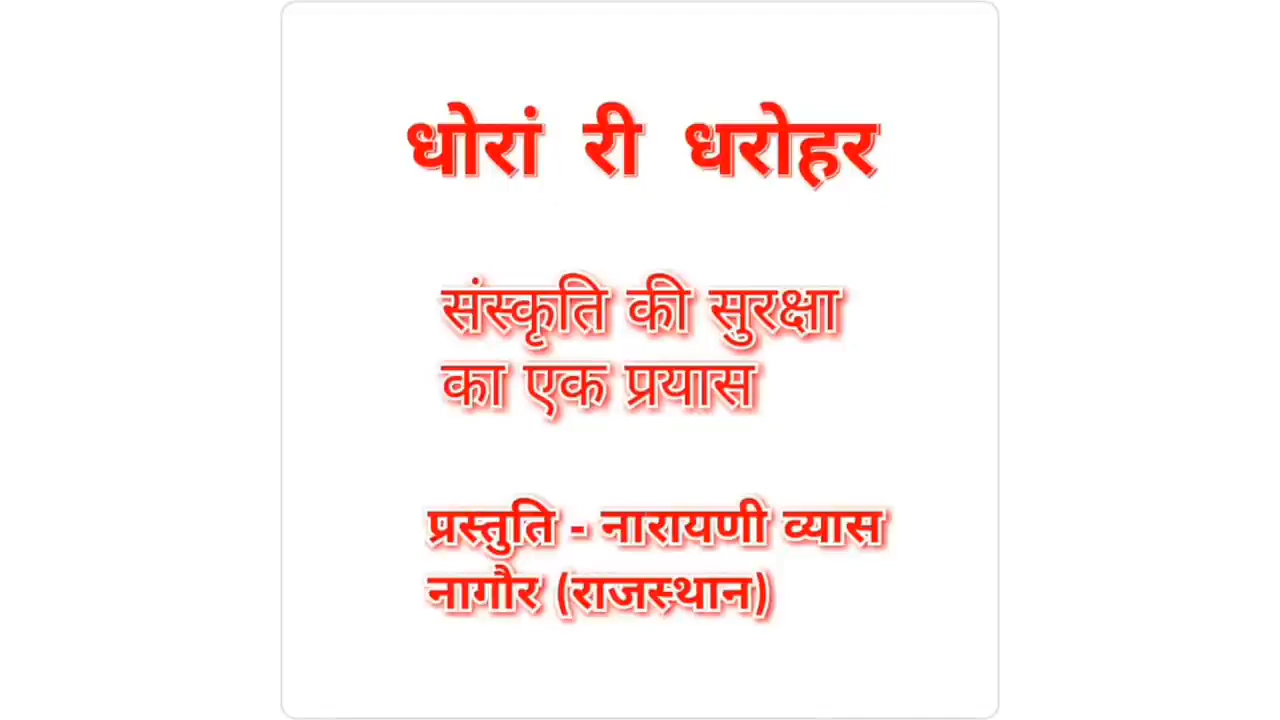 धोरां री धरोहर
संस्कृति की सुरक्षा
का एक प्रयास
प्रस्तुति - नारायणी व्यास
नागौर (राजस्थान)